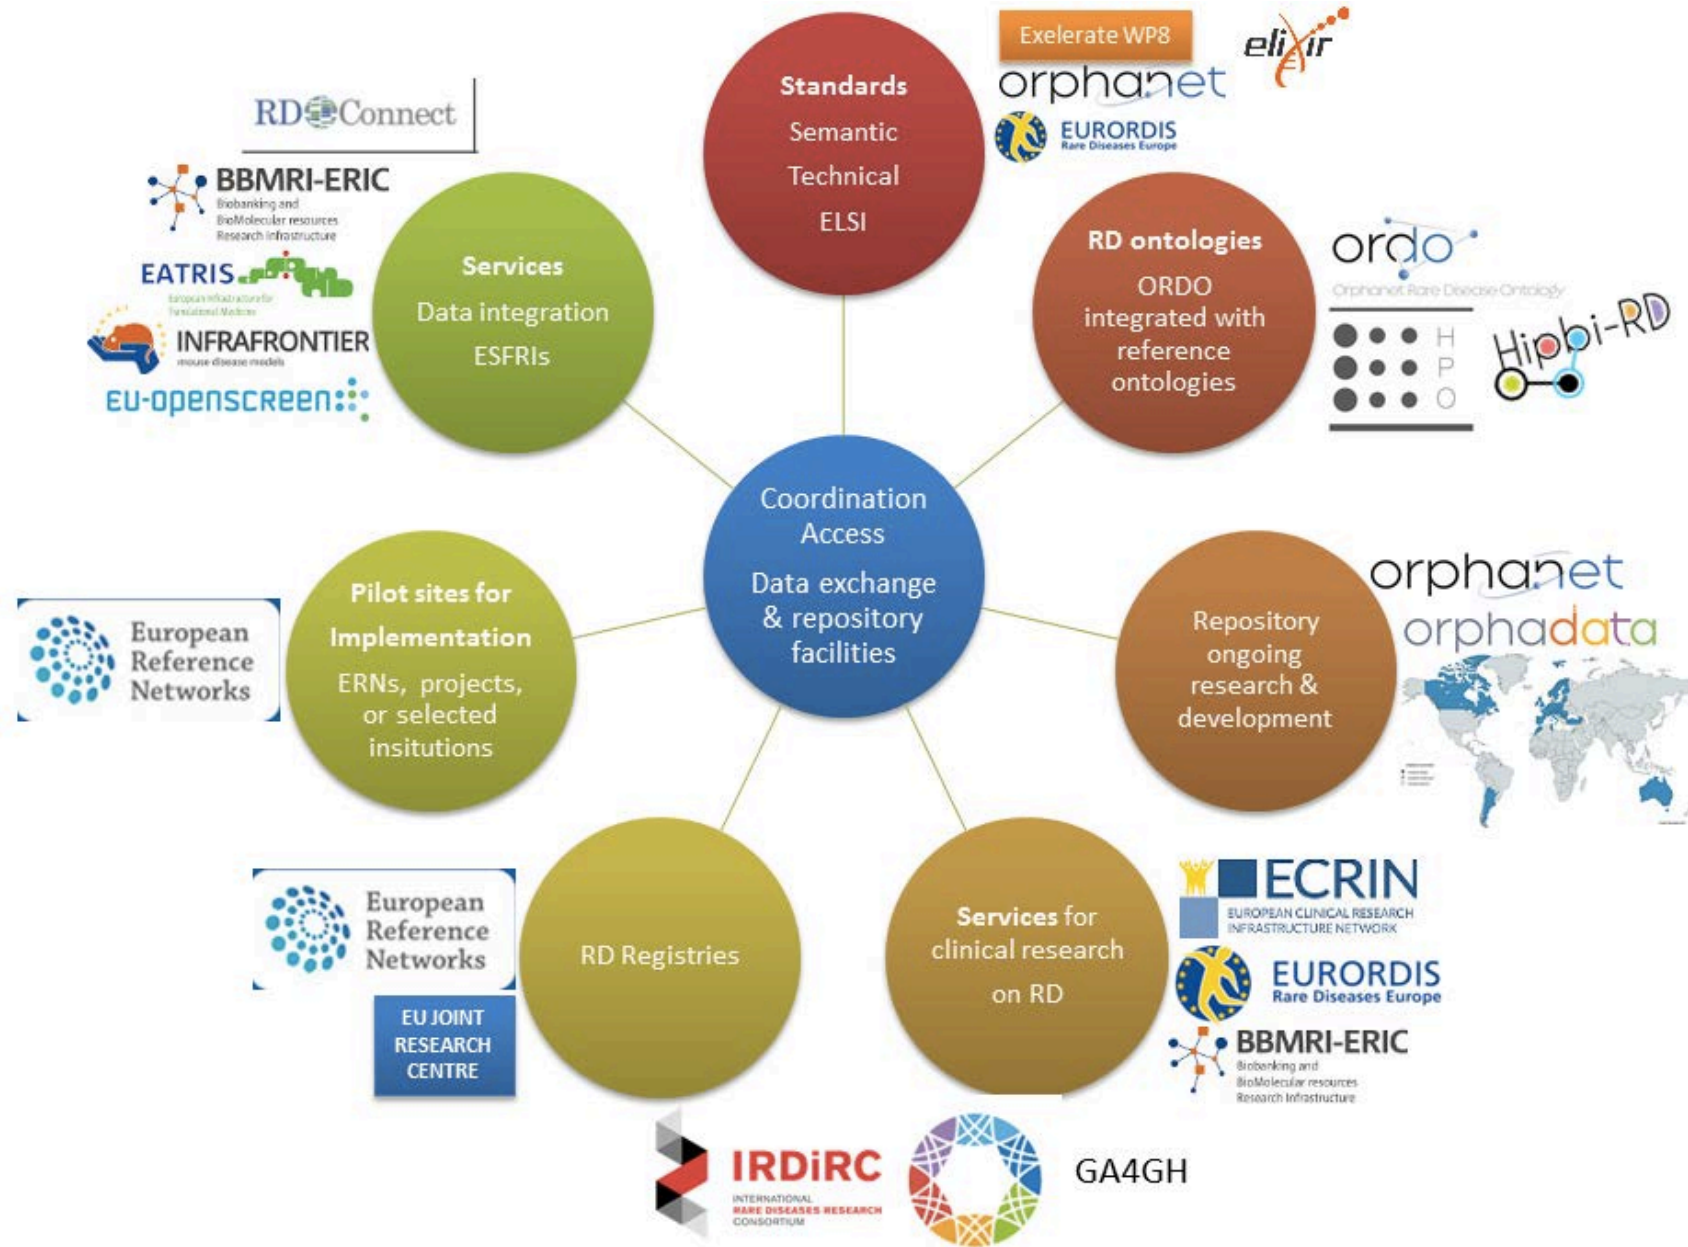 Exelerate WP8
elixir
orphanet
EURORDIS
Rare Diseases Europe
Standards
Semantic
Technical
ELSI
RD Connect
BBMRI-ERIC
Biobanking and
BioMolecular resources
Research Infrastructure
EATRIS
European infrastructure for
Translational Medicine
INFRAFRONTIER
mouse disease models
EU-OPENSCREEN
Services
Data integration
ESFRIs
RD ontologies
ORDO
integrated with
reference
ontologies
ordo
Orphanet Rare Disease Ontology
H
P
O
Hipbi-RD
Coordination
Access
Data exchange
& repository
facilities
European
Reference
Networks
Pilot sites for
Implementation
ERNs, projects,
or selected
insitutions
Repository
ongoing
research &
development
orphanet
orphadata
European
Reference
Networks
EU JOINT
RESEARCH
CENTRE
RD Registries
Services for
clinical research
on RD
ECRIN
EUROPEAN CLINICAL RESEARCH
INFRASTRUCTURE NETWORK
EURORDIS
Rare Diseases Europe
BBMRI-ERIC
Biobanking and
BioMolecular resources
Research Infrastructure
IRDiRC
INTERNATIONAL
RARE DISEASES RESEARCH
CONSORTIUM
GA4GH